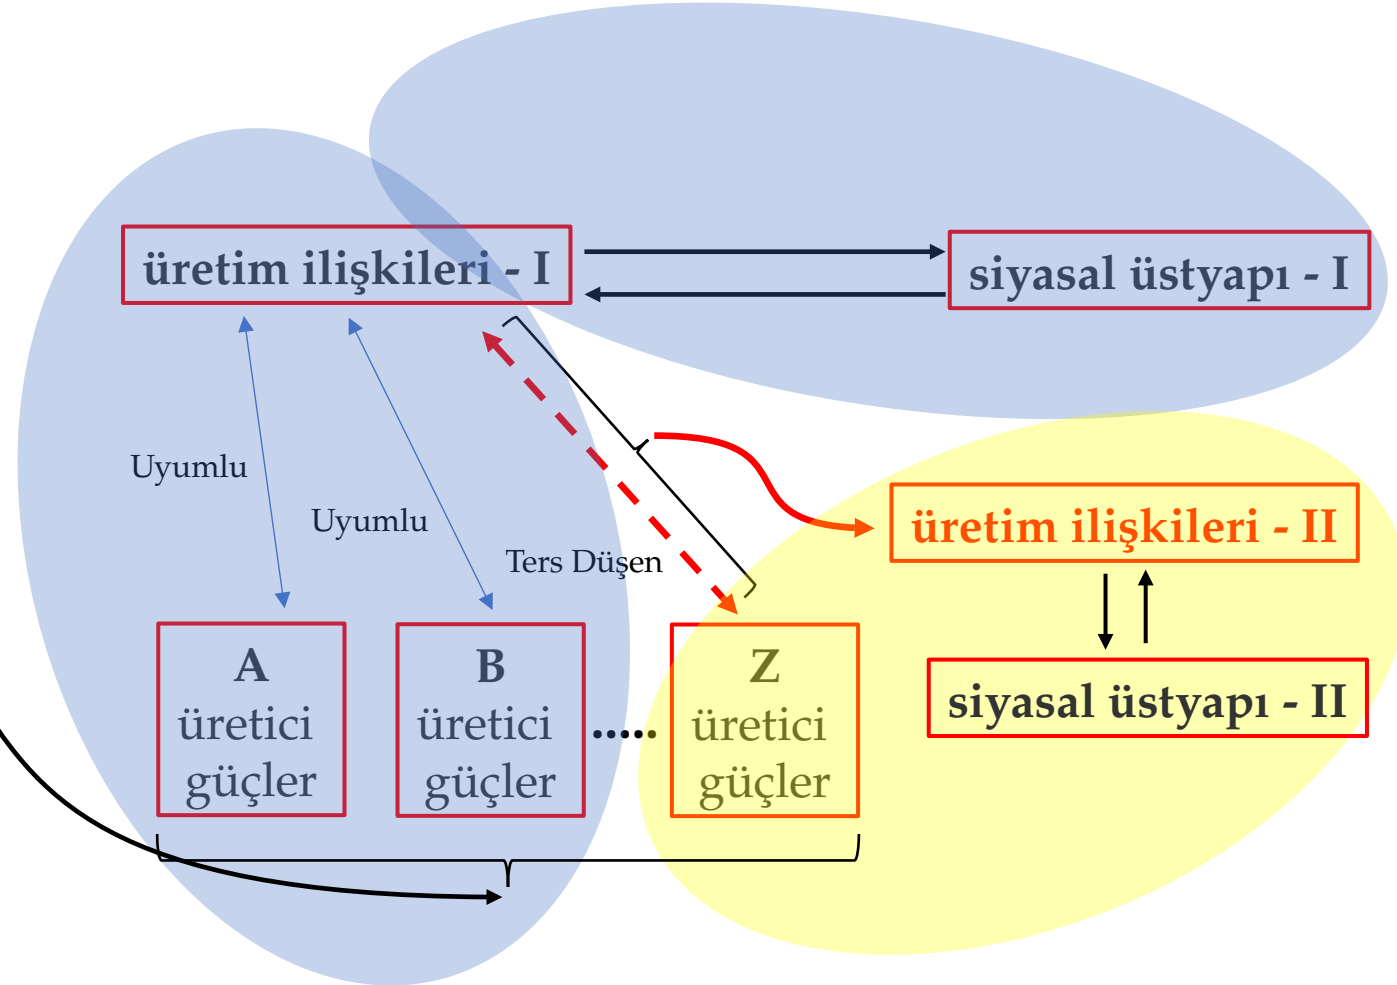 üretim ilişkileri - I
siyasal üstyapı - I
Uyumlu
Uyumlu
Ters Düşen
üretim ilişkileri - II
siyasal üstyapı - II
A
üretici
güçler
B
üretici
güçler
.....
Z
üretici
güçler